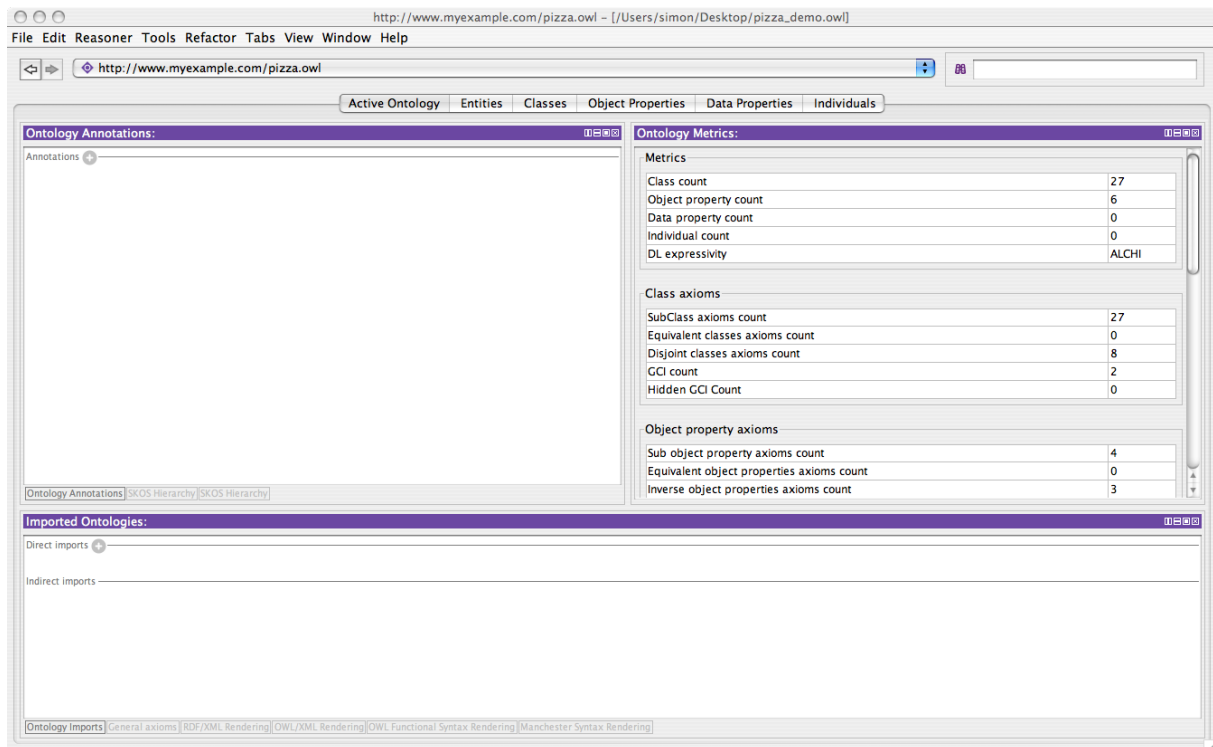 http://www.myexample.com/pizza.owl – [/Users/simon/Desktop/pizza_demo.owl]
File Edit Reasoner Tools Refactor Tabs View Window Help
http://www.myexample.com/pizza.owl
Active Ontology Entities Classes Object Properties Data Properties Individuals
Ontology Annotations:
Annotations
Ontology Annotations SKOS Hierarchy SKOS Hierarchy
Ontology Metrics:
Metrics
Class count 27
Object property count 6
Data property count 0
Individual count 0
DL expressivity ALCHI
Class axioms
SubClass axioms count 27
Equivalent classes axioms count 0
Disjoint classes axioms count 8
GCI count 2
Hidden GCI Count 0
Object property axioms
Sub object property axioms count 4
Equivalent object properties axioms count 0
Inverse object properties axioms count 3
Imported Ontologies:
Direct imports
Indirect imports
Ontology Imports General axioms RDF/XML Rendering OWL/XML Rendering OWL Functional Syntax Rendering Manchester Syntax Rendering